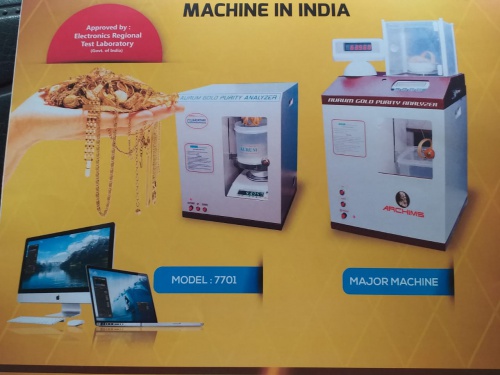 MACHINE IN INDIA
Approved by :
Electronics Regional
Test Laboratory
(Govt. of India)
AURUM GOLD PURITY ANALYZER
AURUM GOLD PURITY ANALYZER
ARCHIMS
MODEL : 7701
MAJOR MACHINE